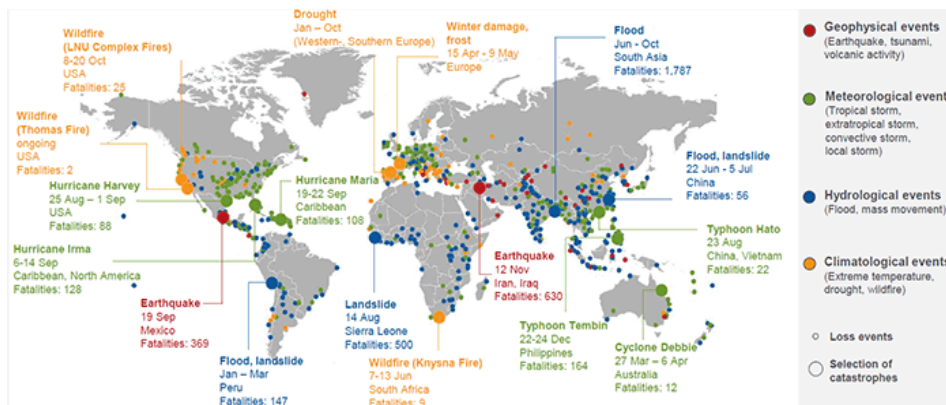 Wildfire
(LNU Complex Fires)
8-20 Oct
USA
Fatalities: 25
Drought
Jan – Oct
(Western-, Southern Europe)
Winter damage,
frost
15 Apr - 9 May
Europe
Flood
Jun - Oct
South Asia
Fatalities: 1,787
Wildfire
(Thomas Fire)
ongoing
USA
Fatalities: 2
Hurricane Harvey
25 Aug – 1 Sep
USA
Fatalities: 88
Hurricane Maria
19-22 Sep
Caribbean
Fatalities: 108
Flood, landslide
22 Jun - 5 Jul
China
Fatalities: 56
Hurricane Irma
6-14 Sep
Caribbean, North America
Fatalities: 128
Earthquake
19 Sep
Mexico
Fatalities: 369
Flood, landslide
Jan – Mar
Peru
Fatalities: 147
Landslide
14 Aug
Sierra Leone
Fatalities: 500
Wildfire (Knysna Fire)
7-13 Jun
South Africa
Fatalities: 9
Earthquake
12 Nov
Iran, Iraq
Fatalities: 630
Typhoon Tembin
22-24 Dec
Philippines
Fatalities: 164
Typhoon Hato
23 Aug
China, Vietnam
Fatalities: 22
Cyclone Debbie
27 Mar – 6 Apr
Australia
Fatalities: 12
Geophysical events
(Earthquake, tsunami,
volcanic activity)
Meteorological events
(Tropical storm,
extratropical storm,
convective storm,
local storm)
Hydrological events
(Flood, mass movement)
Climatological events
(Extreme temperature,
drought, wildfire)
Loss events
Selection of
catastrophes